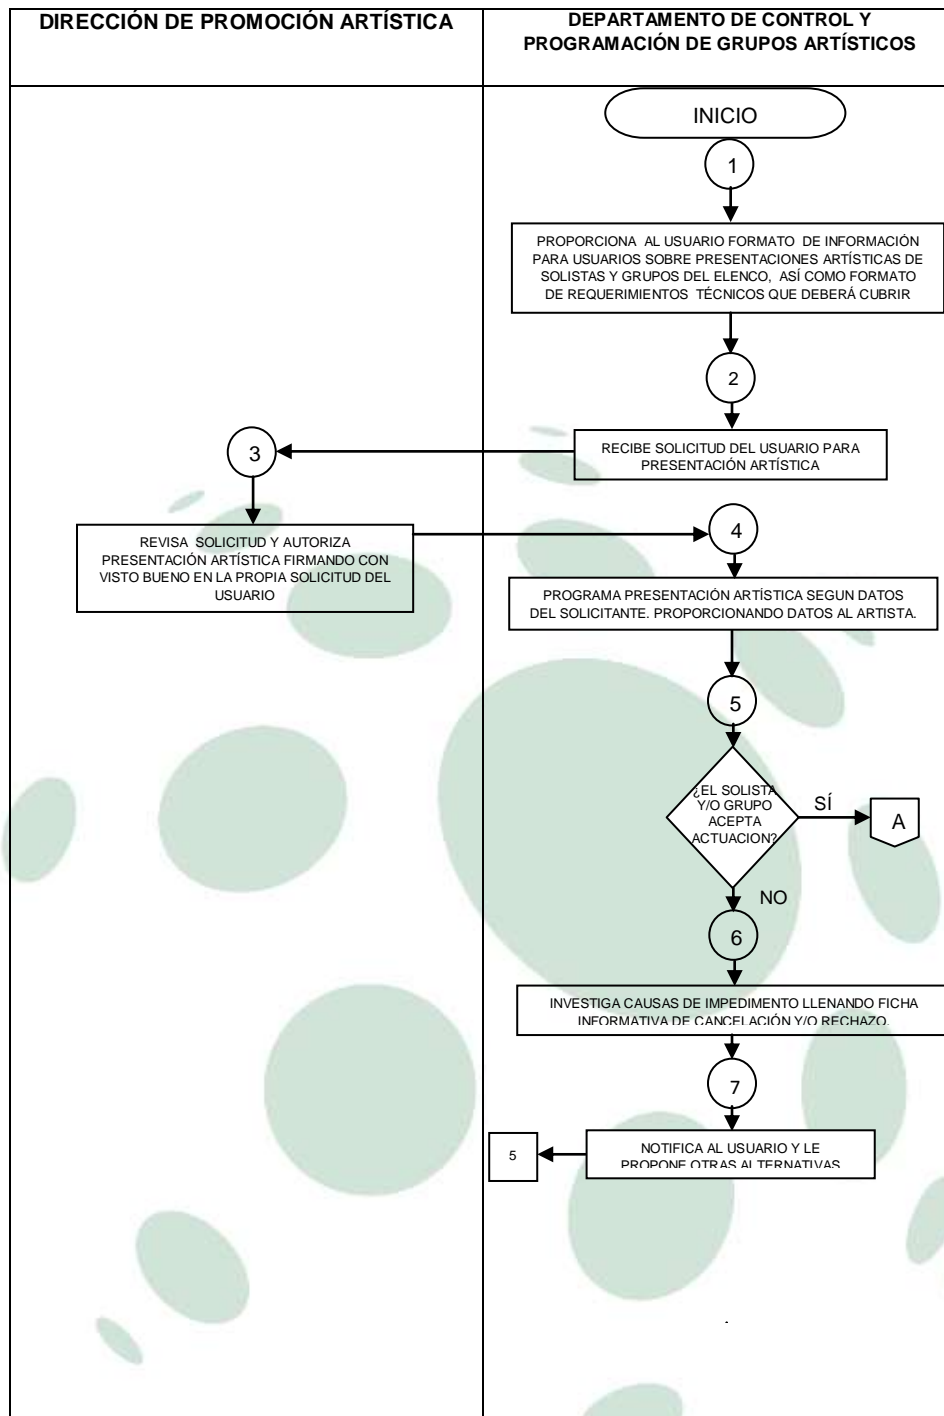 DIRECCIÓN DE PROMOCIÓN ARTÍSTICA
DEPARTAMENTO DE CONTROL Y
PROGRAMACIÓN DE GRUPOS ARTÍSTICOS
INICIO
1
PROPORCIONA AL USUARIO FORMATO DE INFORMACIÓN
PARA USUARIOS SOBRE PRESENTACIONES ARTÍSTICAS DE
SOLISTAS Y GRUPOS DEL ELENCO, ASÍ COMO FORMATO
DE REQUERIMIENTOS TÉCNICOS QUE DEBERÁ CUBRIR
2
RECIBE SOLICITUD DEL USUARIO PARA
PRESENTACIÓN ARTÍSTICA
3
REVISA SOLICITUD Y AUTORIZA
PRESENTACIÓN ARTÍSTICA FIRMANDO CON
VISTO BUENO EN LA PROPIA SOLICITUD DEL
USUARIO
4
PROGRAMA PRESENTACIÓN ARTÍSTICA SEGUN DATOS
DEL SOLICITANTE. PROPORCIONANDO DATOS AL ARTISTA.
5
¿EL SOLISTA
Y/O GRUPO
ACEPTA
ACTUACION?
SÍ
A
NO
6
INVESTIGA CAUSAS DE IMPEDIMENTO LLENANDO FICHA
INFORMATIVA DE CANCELACIÓN Y/O RECHAZO.
7
NOTIFICA AL USUARIO Y LE
PROPONE OTRAS ALTERNATIVAS
5